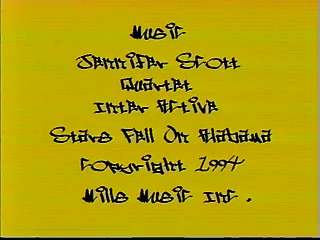 Music
Jennifer Scott
Quartet
Inter Active
Stars Fell On Alabama
Copyright 1994
Mills Music Inc.